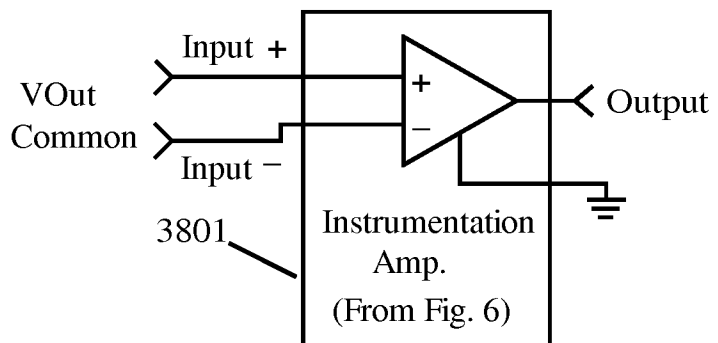 Input +
VOut
Common
Input −
+
−
Output
3801
Instrumentation
Amp.
(From Fig. 6)